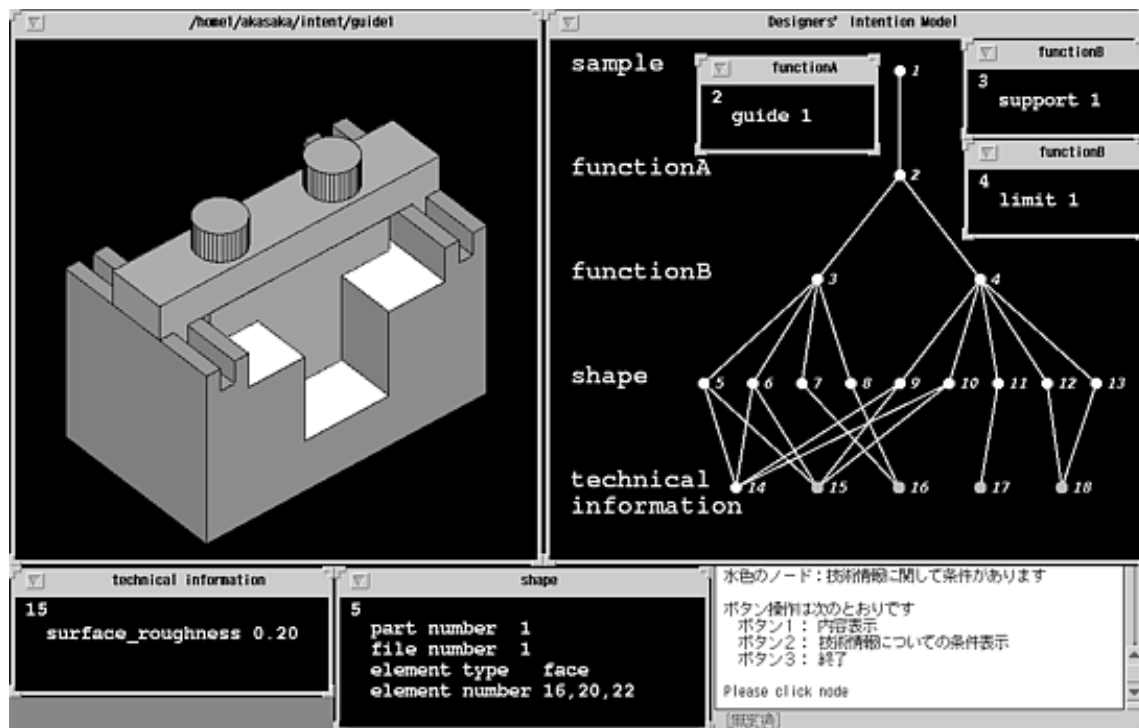 /home1/akasaka/intent/guide1
Designers' Intention Model
sample
functionA
2
guide 1
1
functionB
3
support 1
functionB
4
limit 1
functionA
2
functionB
3
4
shape
5
6
7
8
9
10
11
12
13
technical
information
14
15
16
17
18
technical information
15
surface_roughness 0.20
shape
5
part number 1
file number 1
element type face
element number 16,20,22
水色のノード：技術情報に関して条件があります
ボタン操作は次のとおりです
ボタン1： 内容表示
ボタン2： 技術情報についての条件表示
ボタン3： 終了
Please click node